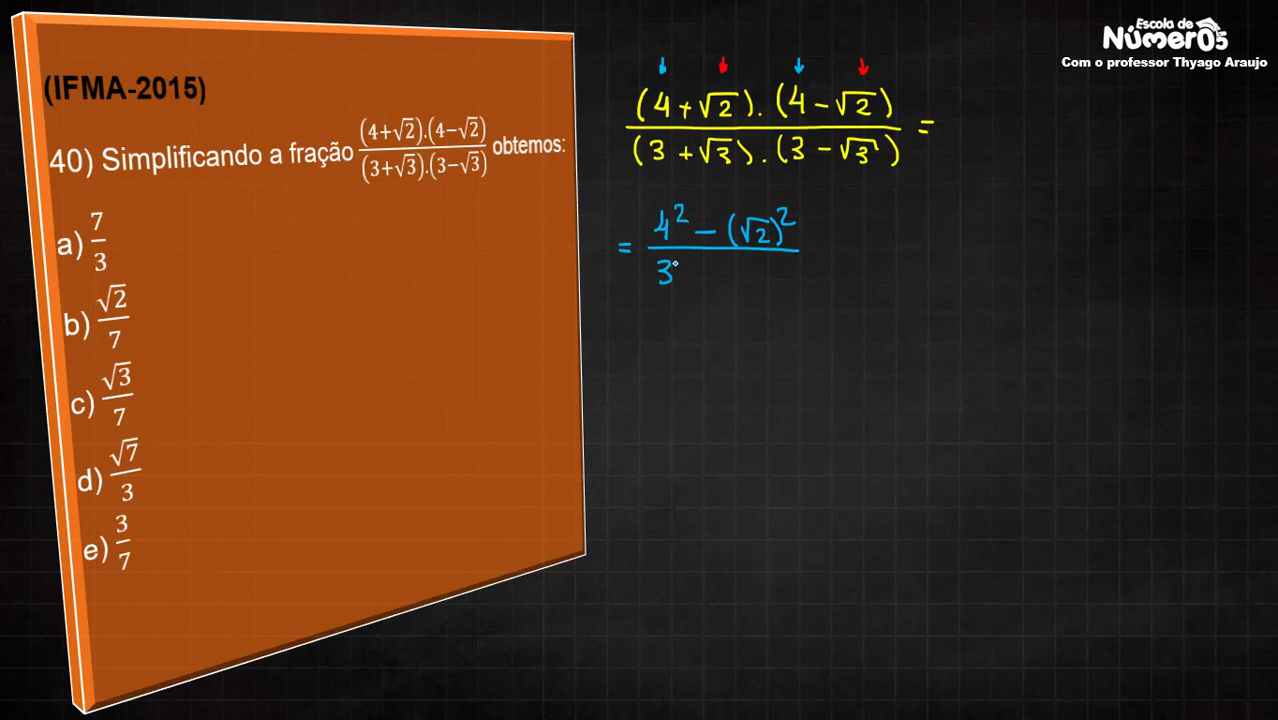 Escola de
Número5
Com o professor Thyago Araujo
(IFMA-2015)
40) Simplificando a fração (4+√2).(4−√2)/(3+√3).(3−√3) obtemos:
a) 7/3
b) √2/7
c) √3/7
d) √7/3
e) 3/7
(4+√2).(4−√2)/(3+√3).(3−√3) =
= 4² − (√2)²/3